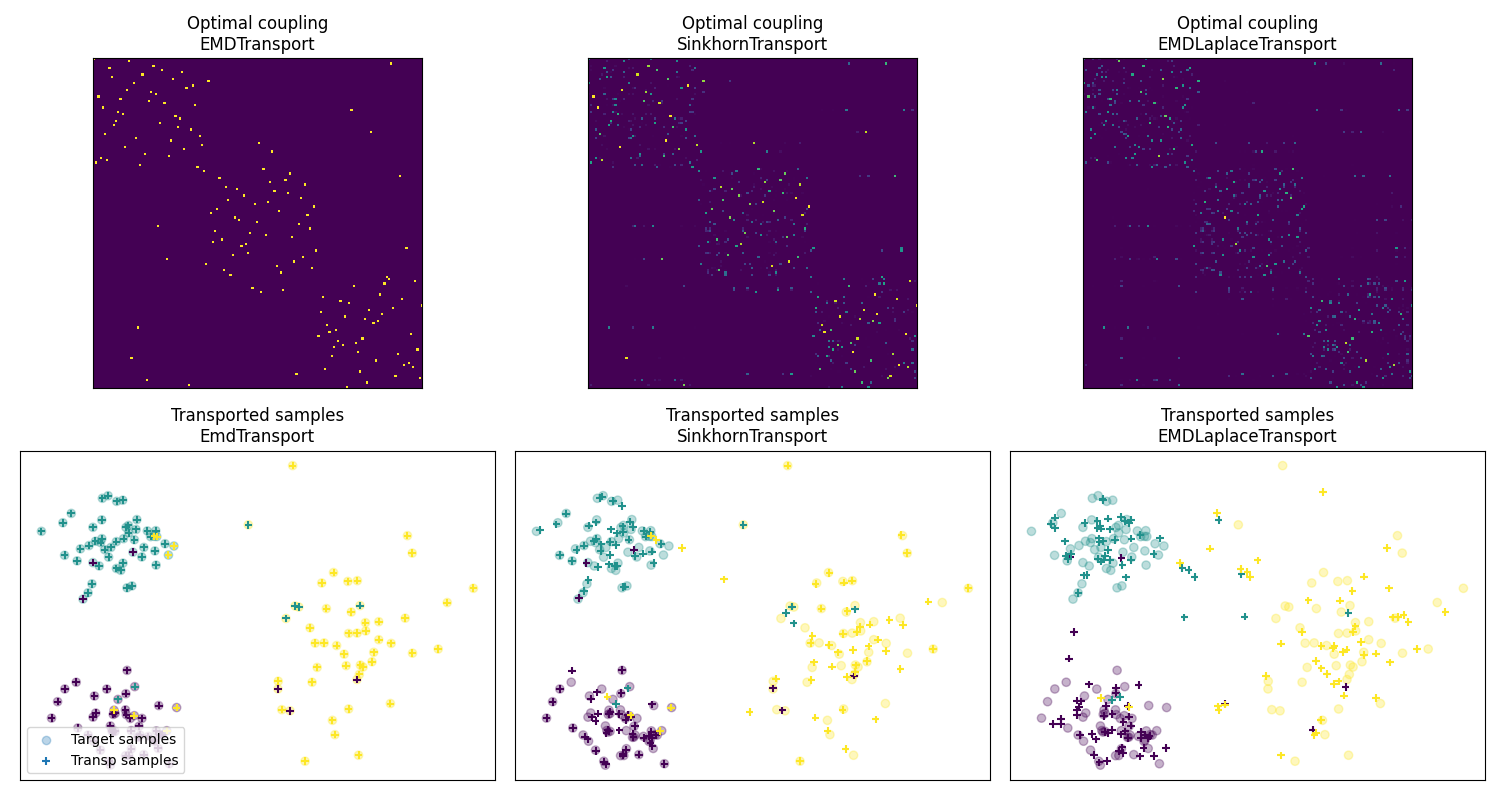 Optimal coupling
EMDTransport
Optimal coupling
SinkhornTransport
Optimal coupling
EMDLaplaceTransport
Transported samples
EmdTransport
Transported samples
SinkhornTransport
Transported samples
EMDLaplaceTransport
Target samples
Transp samples